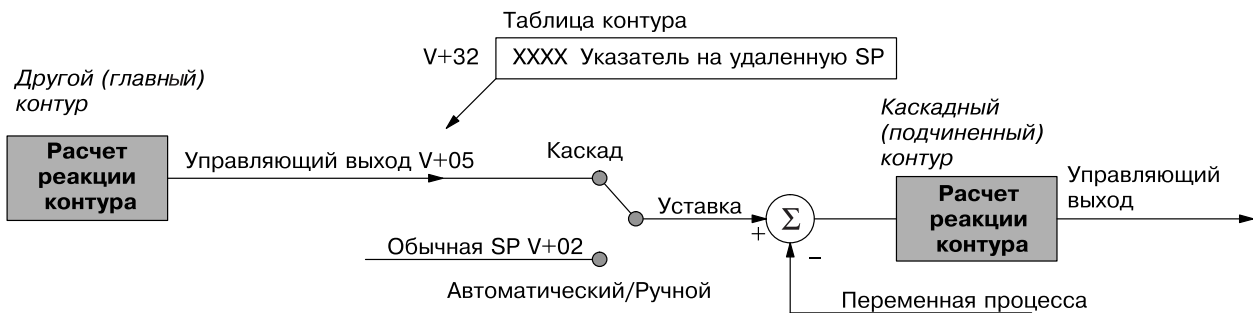 Таблица контура
V+32
XXXX Указатель на удаленную SP
Другой (главный)
контур
Расчет
реакции
контура
Управляющий выход V+05
Каскад
Обычная SP V+02
Автоматический/Ручной
Уставка
+
Σ
−
Переменная процесса
Каскадный
(подчиненный)
контур
Расчет
реакции
контура
Управляющий
выход